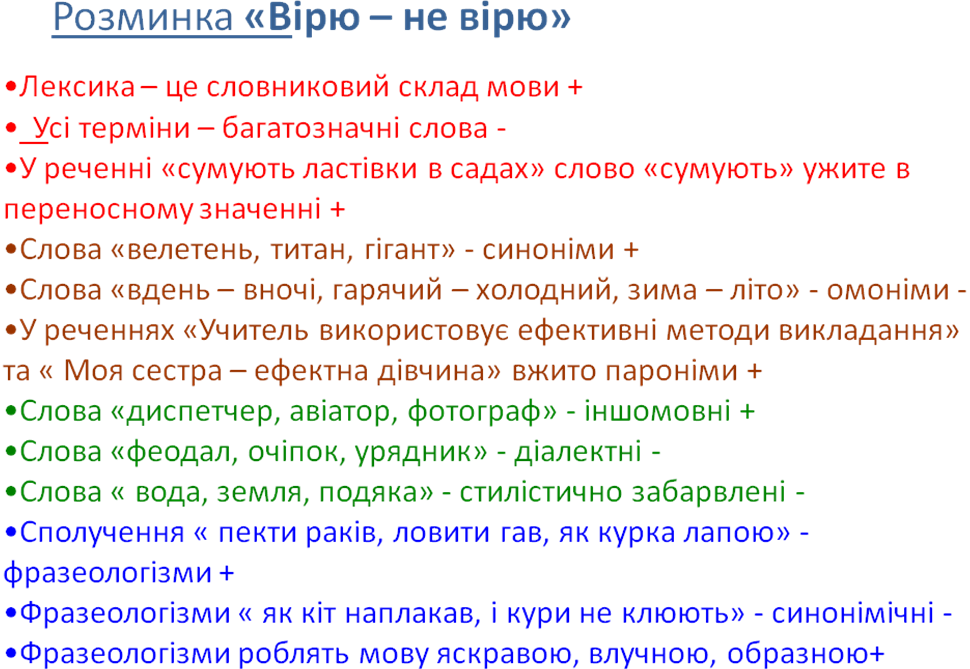 Розминка «Вірю – не вірю»
•Лексика – це словниковий склад мови +
• Усі терміни – багатозначні слова -
•У реченні «сумують ластівки в садах» слово «сумують» ужите в
переносному значенні +
•Слова «велетень, титан, гігант» - синоніми +
•Слова «вдень – вночі, гарячий – холодний, зима – літо» - омоніми -
•У реченнях «Учитель використовує ефективні методи викладання»
та « Моя сестра – ефектна дівчина» вжито пароніми +
•Слова «диспетчер, авіатор, фотограф» - іншомовні +
•Слова «феодал, очіпок, урядник» - діалектні -
•Слова « вода, земля, подяка» - стилістично забарвлені -
•Сполучення « пекти раків, ловити гав, як курка лапою» -
фразеологізми +
•Фразеологізми « як кіт наплакав, і кури не клюють» - синонімічні -
•Фразеологізми роблять мову яскравою, влучною, образною+